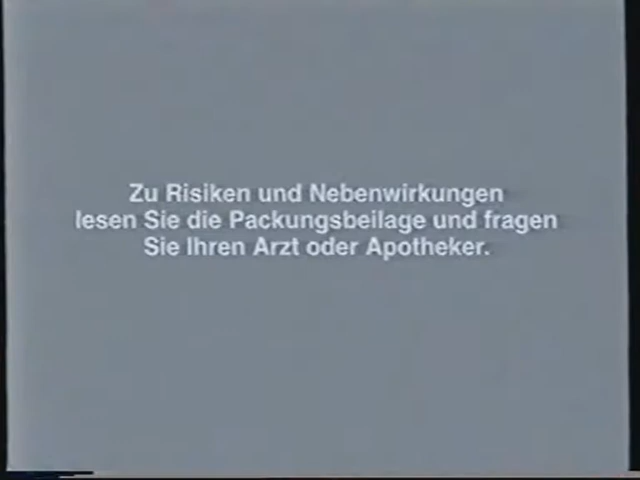 Zu Risiken und Nebenwirkungen
lesen Sie die Packungsbeilage und fragen
Sie Ihren Arzt oder Apotheker.